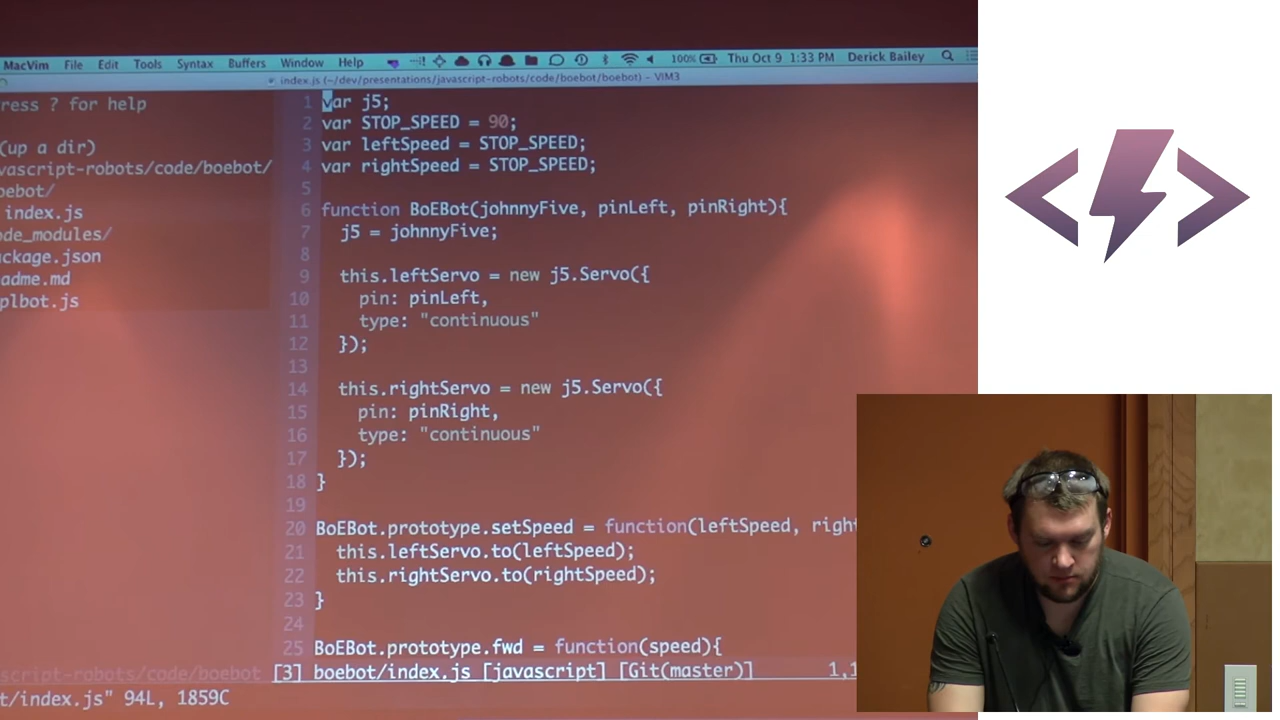 MacVim File Edit Tools Syntax Buffers Window Help 100% Thu Oct 9 1:33 PM Derick Bailey
index.js (~/dev/presentations/javascript-robots/code/boebot/boebot) – VIM3
ress ? for help
(up a dir)
vascript-robots/code/boebot/
oebot/
index.js
ode_modules/
ackage.json
adme.md
plbot.js
1 var j5;
2 var STOP_SPEED = 90;
3 var leftSpeed = STOP_SPEED;
4 var rightSpeed = STOP_SPEED;
5
6 function BoEBot(johnnyFive, pinLeft, pinRight){
7 j5 = johnnyFive;
8
9 this.leftServo = new j5.Servo({
10 pin: pinLeft,
11 type: "continuous"
12 });
13
14 this.rightServo = new j5.Servo({
15 pin: pinRight,
16 type: "continuous"
17 });
18 }
19
20 BoEBot.prototype.setSpeed = function(leftSpeed, righ
21 this.leftServo.to(leftSpeed);
22 this.rightServo.to(rightSpeed);
23 }
24
25 BoEBot.prototype.fwd = function(speed){
script-robots/code/boebot [3] boebot/index.js [javascript] [Git(master)] 1,1
t/index.js" 94L, 1859C